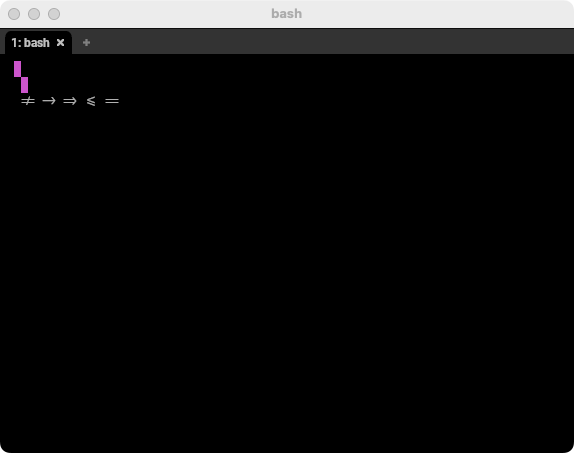 bash
1: bash × +
≠ → ⇒ ⩽ ==